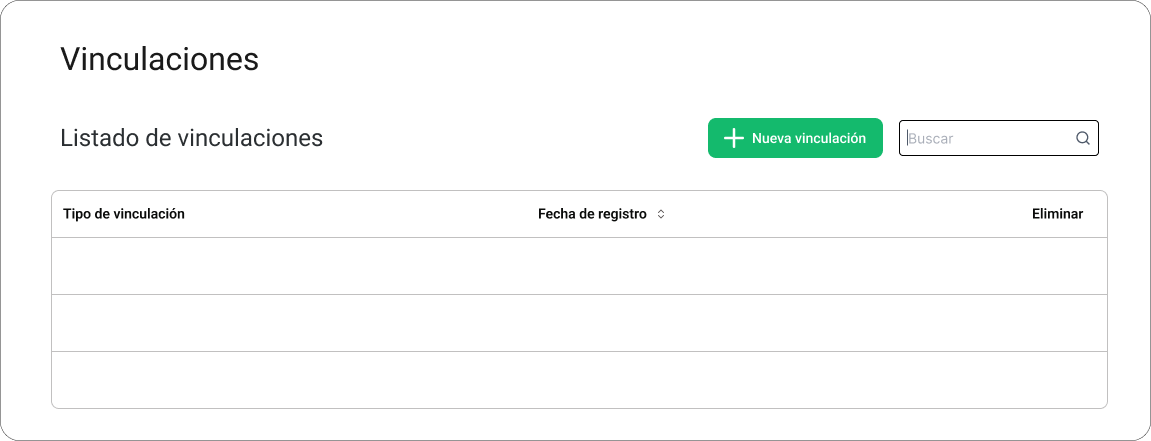 Vinculaciones
Listado de vinculaciones
Nueva vinculación
Buscar
Tipo de vinculación Fecha de registro Eliminar